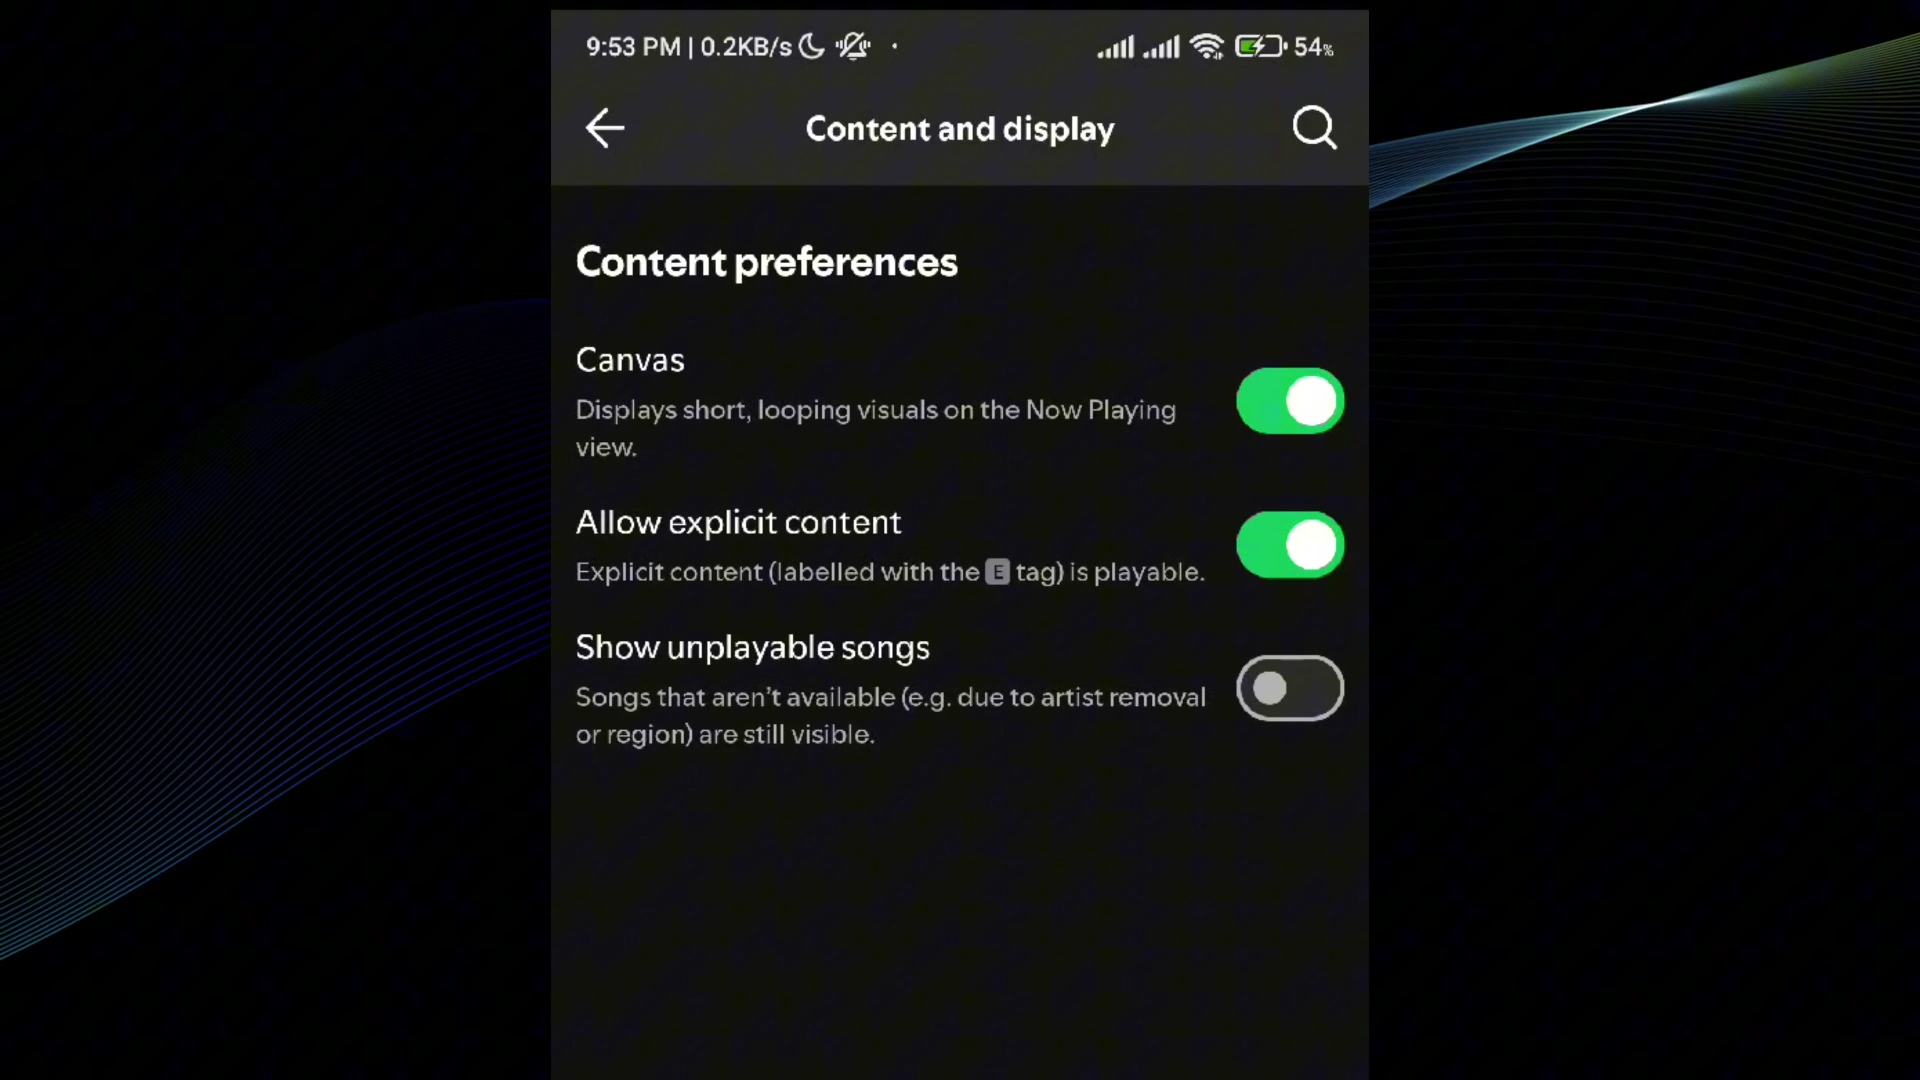 9:53 PM | 0.2KB/s 54%
Content and display
Content preferences
Canvas
Displays short, looping visuals on the Now Playing
view.
Allow explicit content
Explicit content (labelled with the E tag) is playable.
Show unplayable songs
Songs that aren’t available (e.g. due to artist removal
or region) are still visible.